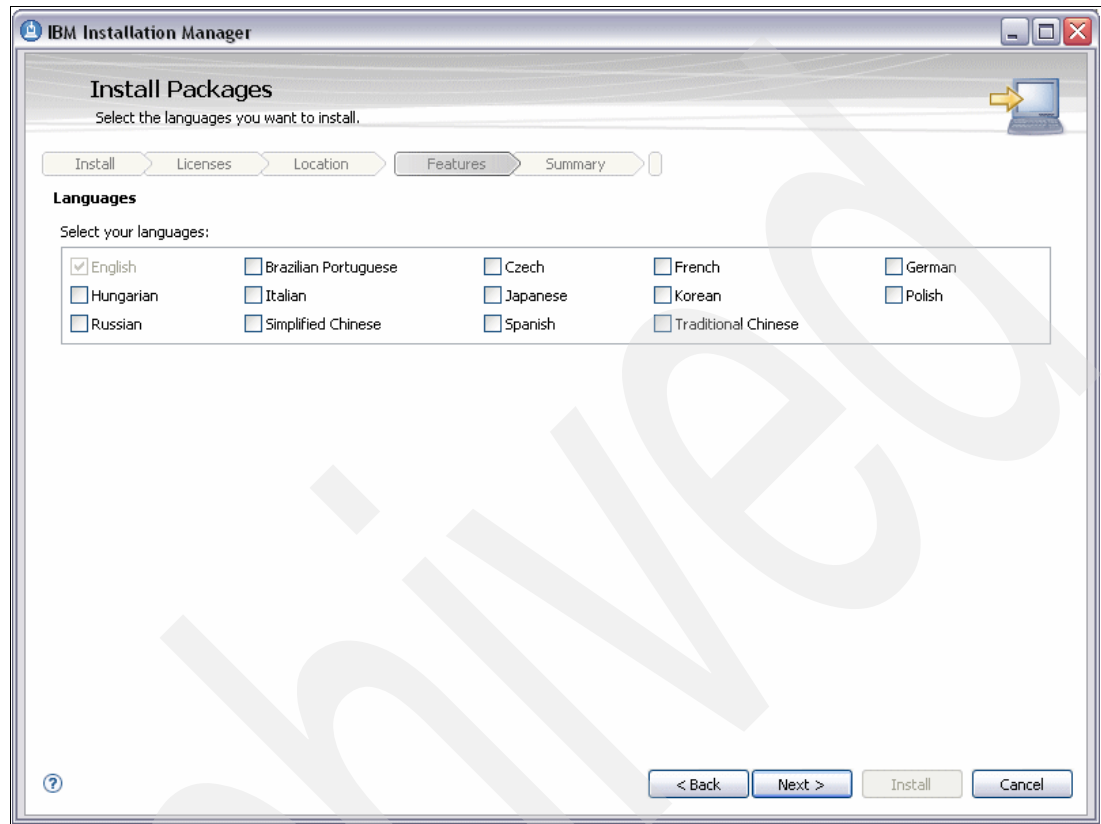 IBM Installation Manager
Install Packages
Select the languages you want to install.
Install Licenses Location Features Summary
Languages
Select your languages:
English Brazilian Portuguese Czech French German
Hungarian Italian Japanese Korean Polish
Russian Simplified Chinese Spanish Traditional Chinese
? < Back Next > Install Cancel
hived